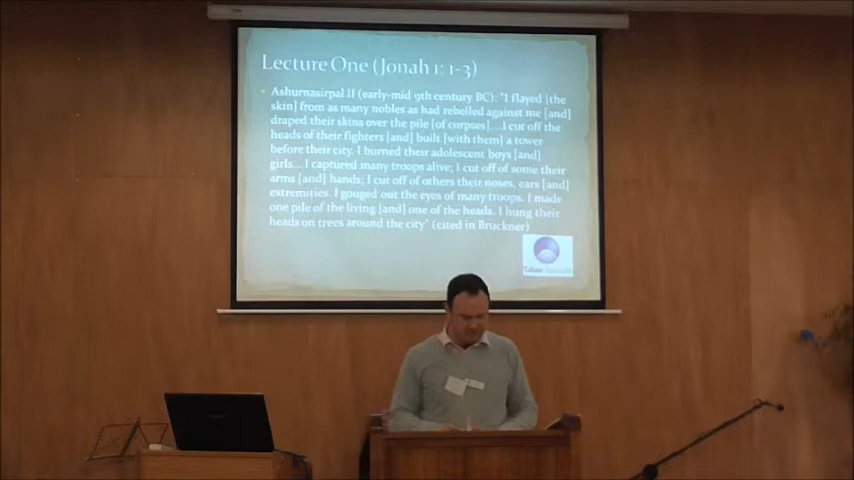 Lecture One (Jonah 1: 1-3)
Ashurnasirpal II (early-mid 9th century BC): "I flayed [the
skin] from as many nobles as had rebelled against me [and]
draped their skins over the pile [of corpses]….I cut off the
heads of their fighters [and] built [with them] a tower
before their city. I burned their adolescent boys [and]
girls… I captured many troops alive; I cut off of some their
arms [and] hands; I cut off of others their noses, ears [and]
extremities. I gouged out the eyes of many troops. I made
one pile of the living [and] one of the heads. I hung their
heads on trees around the city" (cited in Bruckner)